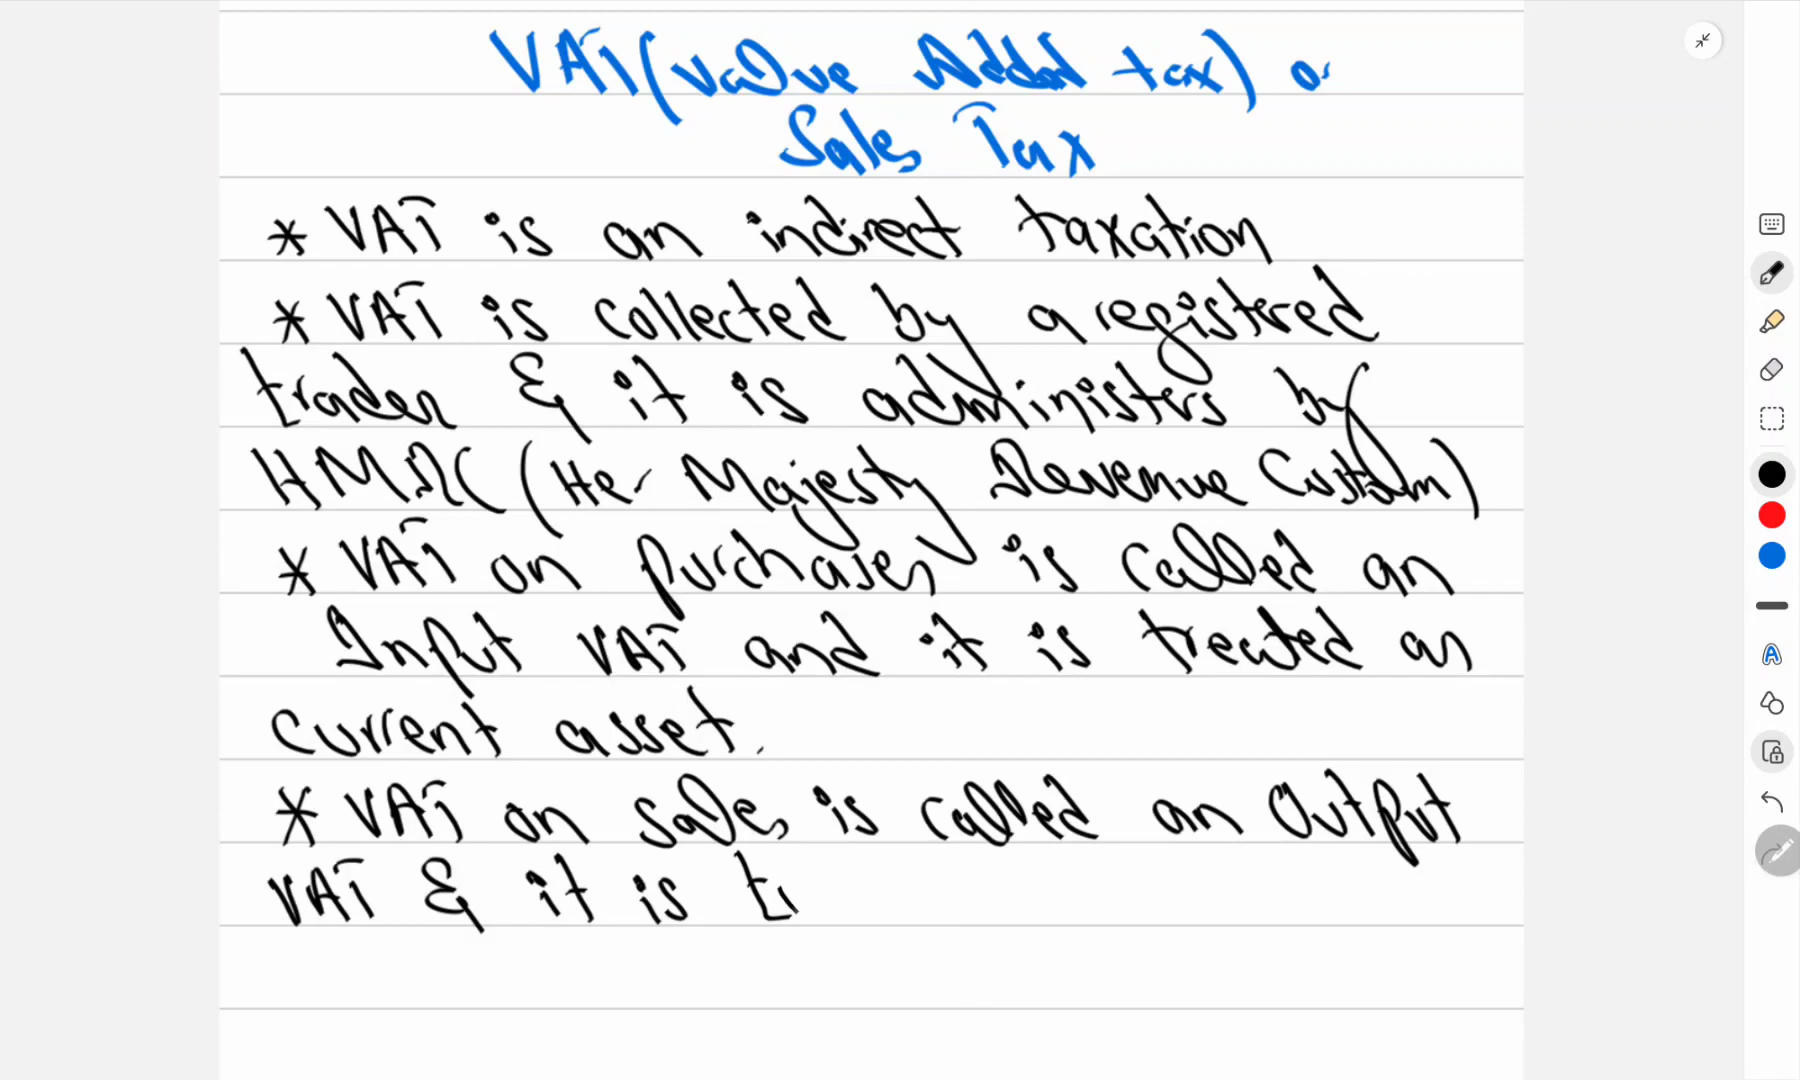 VAT (Value Added tax) or
Sales Tax
* VAT is an indirect taxation
* VAT is collected by a registered
trader & it is administers by
HMRC (Her Majesty Revenue Custom)
* VAT on purchases is called an
Input VAT and it is treated as
current asset.
* VAT on Sales is called an Output
VAT & it is